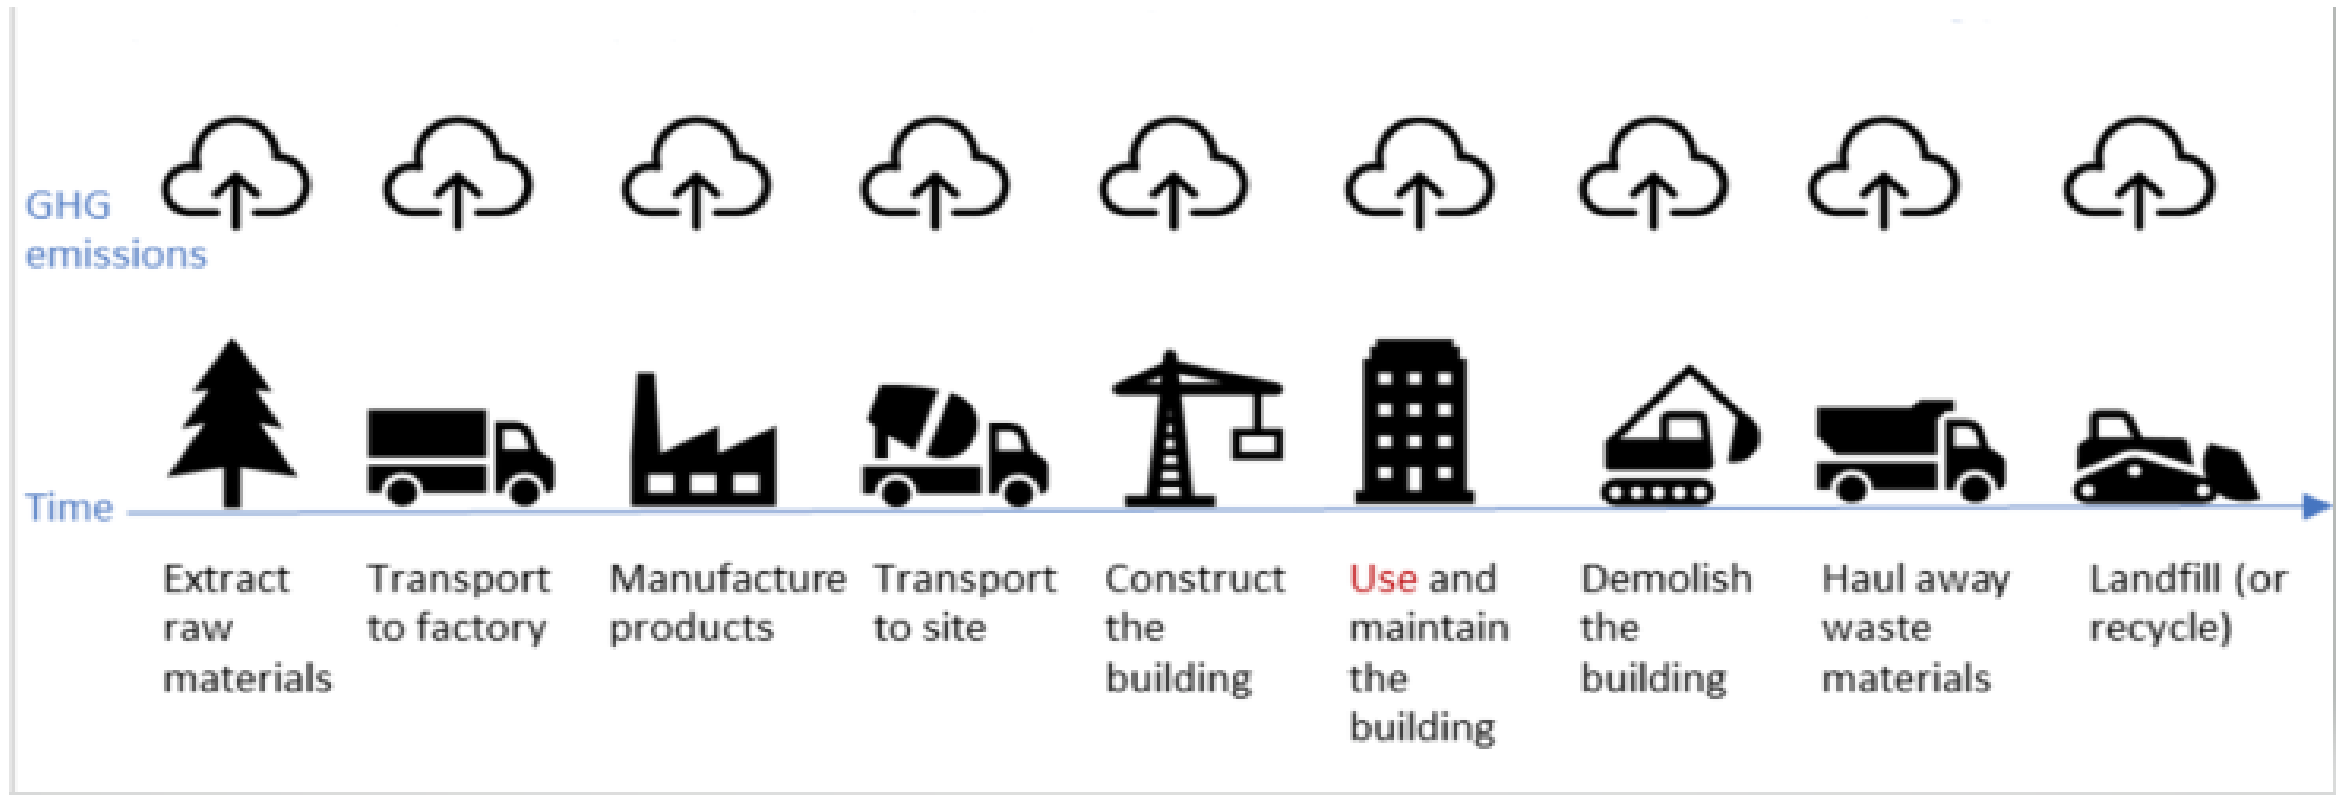 GHG
emissions
Time
Extract
raw
materials
Transport
to factory
Manufacture
products
Transport
to site
Construct
the
building
Use and
maintain
the
building
Demolish
the
building
Haul away
waste
materials
Landfill (or
recycle)